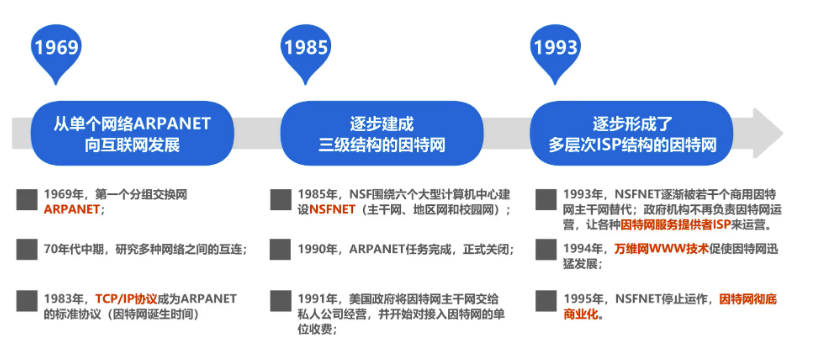 1969
1985
1993
从单个网络ARPANET
向互联网发展
逐步建成
三级结构的因特网
逐步形成了
多层次ISP结构的因特网
1969年，第一个分组交换网
ARPANET；
70年代中期，研究多种网络之间的互连；
1983年，TCP/IP协议成为ARPANET
的标准协议（因特网诞生时间）
1985年，NSF围绕六个大型计算机中心建
设NSFNET（主干网、地区网和校园网）；
1990年，ARPANET任务完成，正式关闭；
1991年，美国政府将因特网主干网交给
私人公司经营，并开始对接入因特网的单
位收费；
1993年，NSFNET逐渐被若干个商用因特
网主干网替代；政府机构不再负责因特网运
营，让各种因特网服务提供者ISP来运营。
1994年，万维网WWW技术促使因特网迅
猛发展；
1995年，NSFNET停止运作，因特网彻底
商业化。